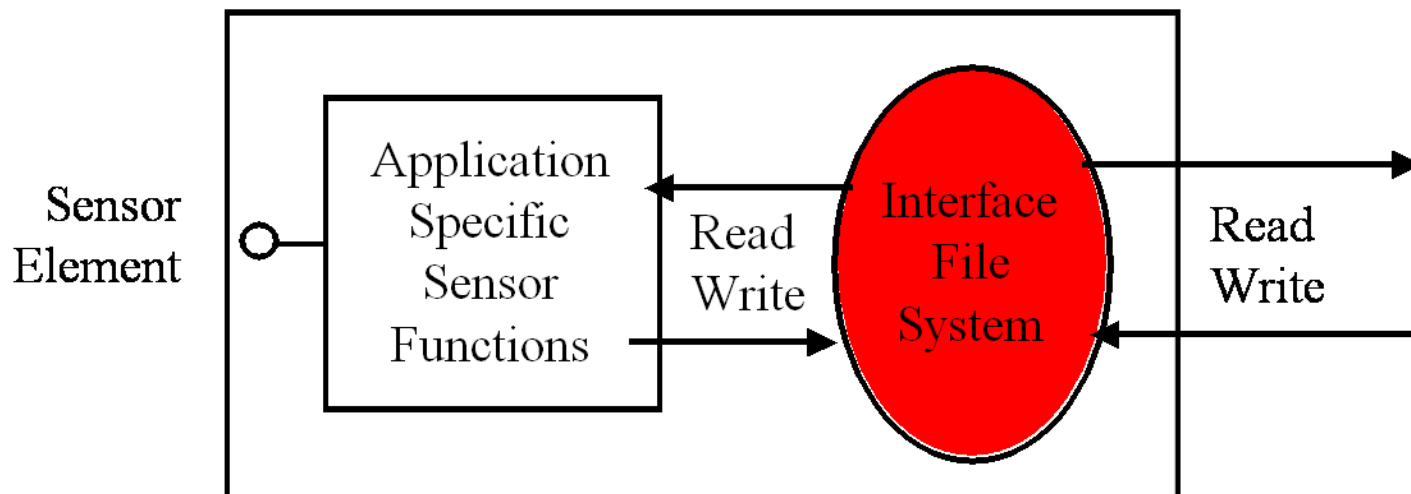 Sensor
Element
Application
Specific
Sensor
Functions
Read
Write
Interface
File
System
Read
Write